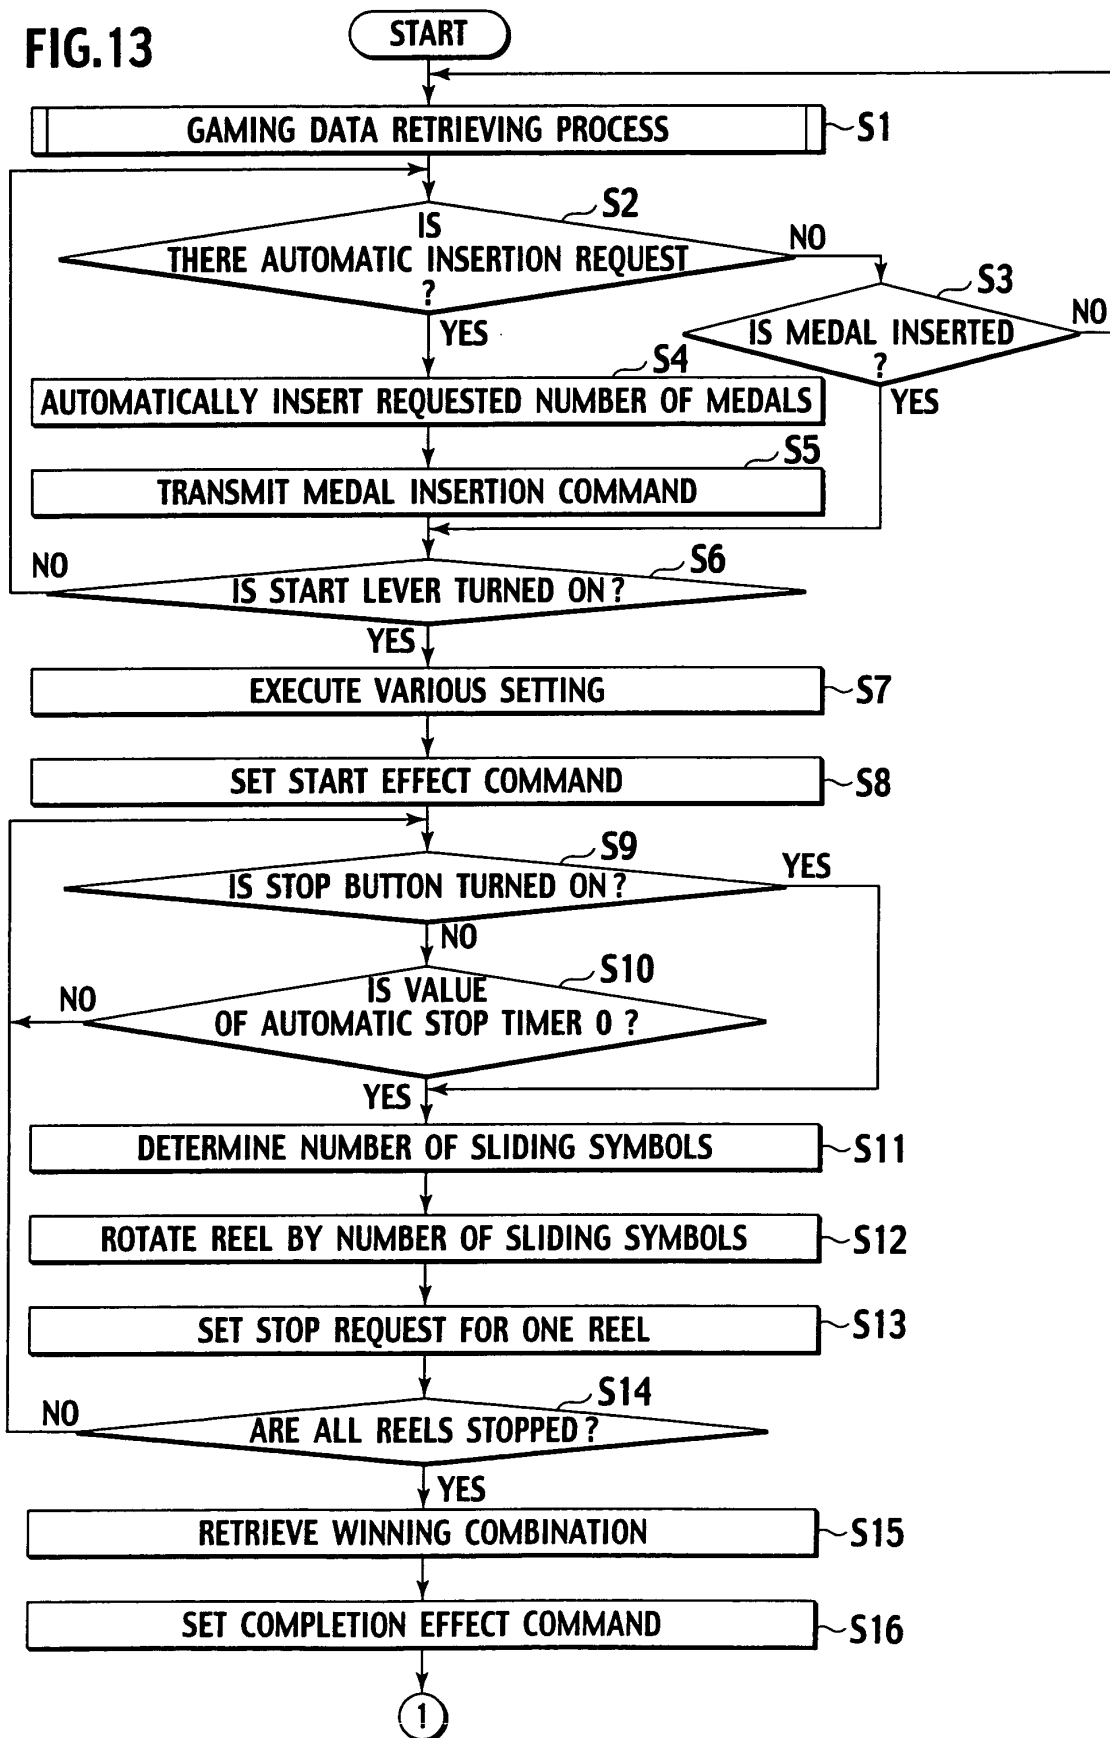 FIG.13
START
GAMING DATA RETRIEVING PROCESS
S1
S2
IS
THERE AUTOMATIC INSERTION REQUEST
?
NO
YES
S3
IS MEDAL INSERTED
?
NO
YES
S4
AUTOMATICALLY INSERT REQUESTED NUMBER OF MEDALS
S5
TRANSMIT MEDAL INSERTION COMMAND
S6
NO
IS START LEVER TURNED ON ?
YES
EXECUTE VARIOUS SETTING
S7
SET START EFFECT COMMAND
S8
S9
IS STOP BUTTON TURNED ON ?
YES
NO
S10
IS VALUE
OF AUTOMATIC STOP TIMER 0 ?
NO
YES
DETERMINE NUMBER OF SLIDING SYMBOLS
S11
ROTATE REEL BY NUMBER OF SLIDING SYMBOLS
S12
SET STOP REQUEST FOR ONE REEL
S13
S14
NO
ARE ALL REELS STOPPED ?
YES
RETRIEVE WINNING COMBINATION
S15
SET COMPLETION EFFECT COMMAND
S16
1